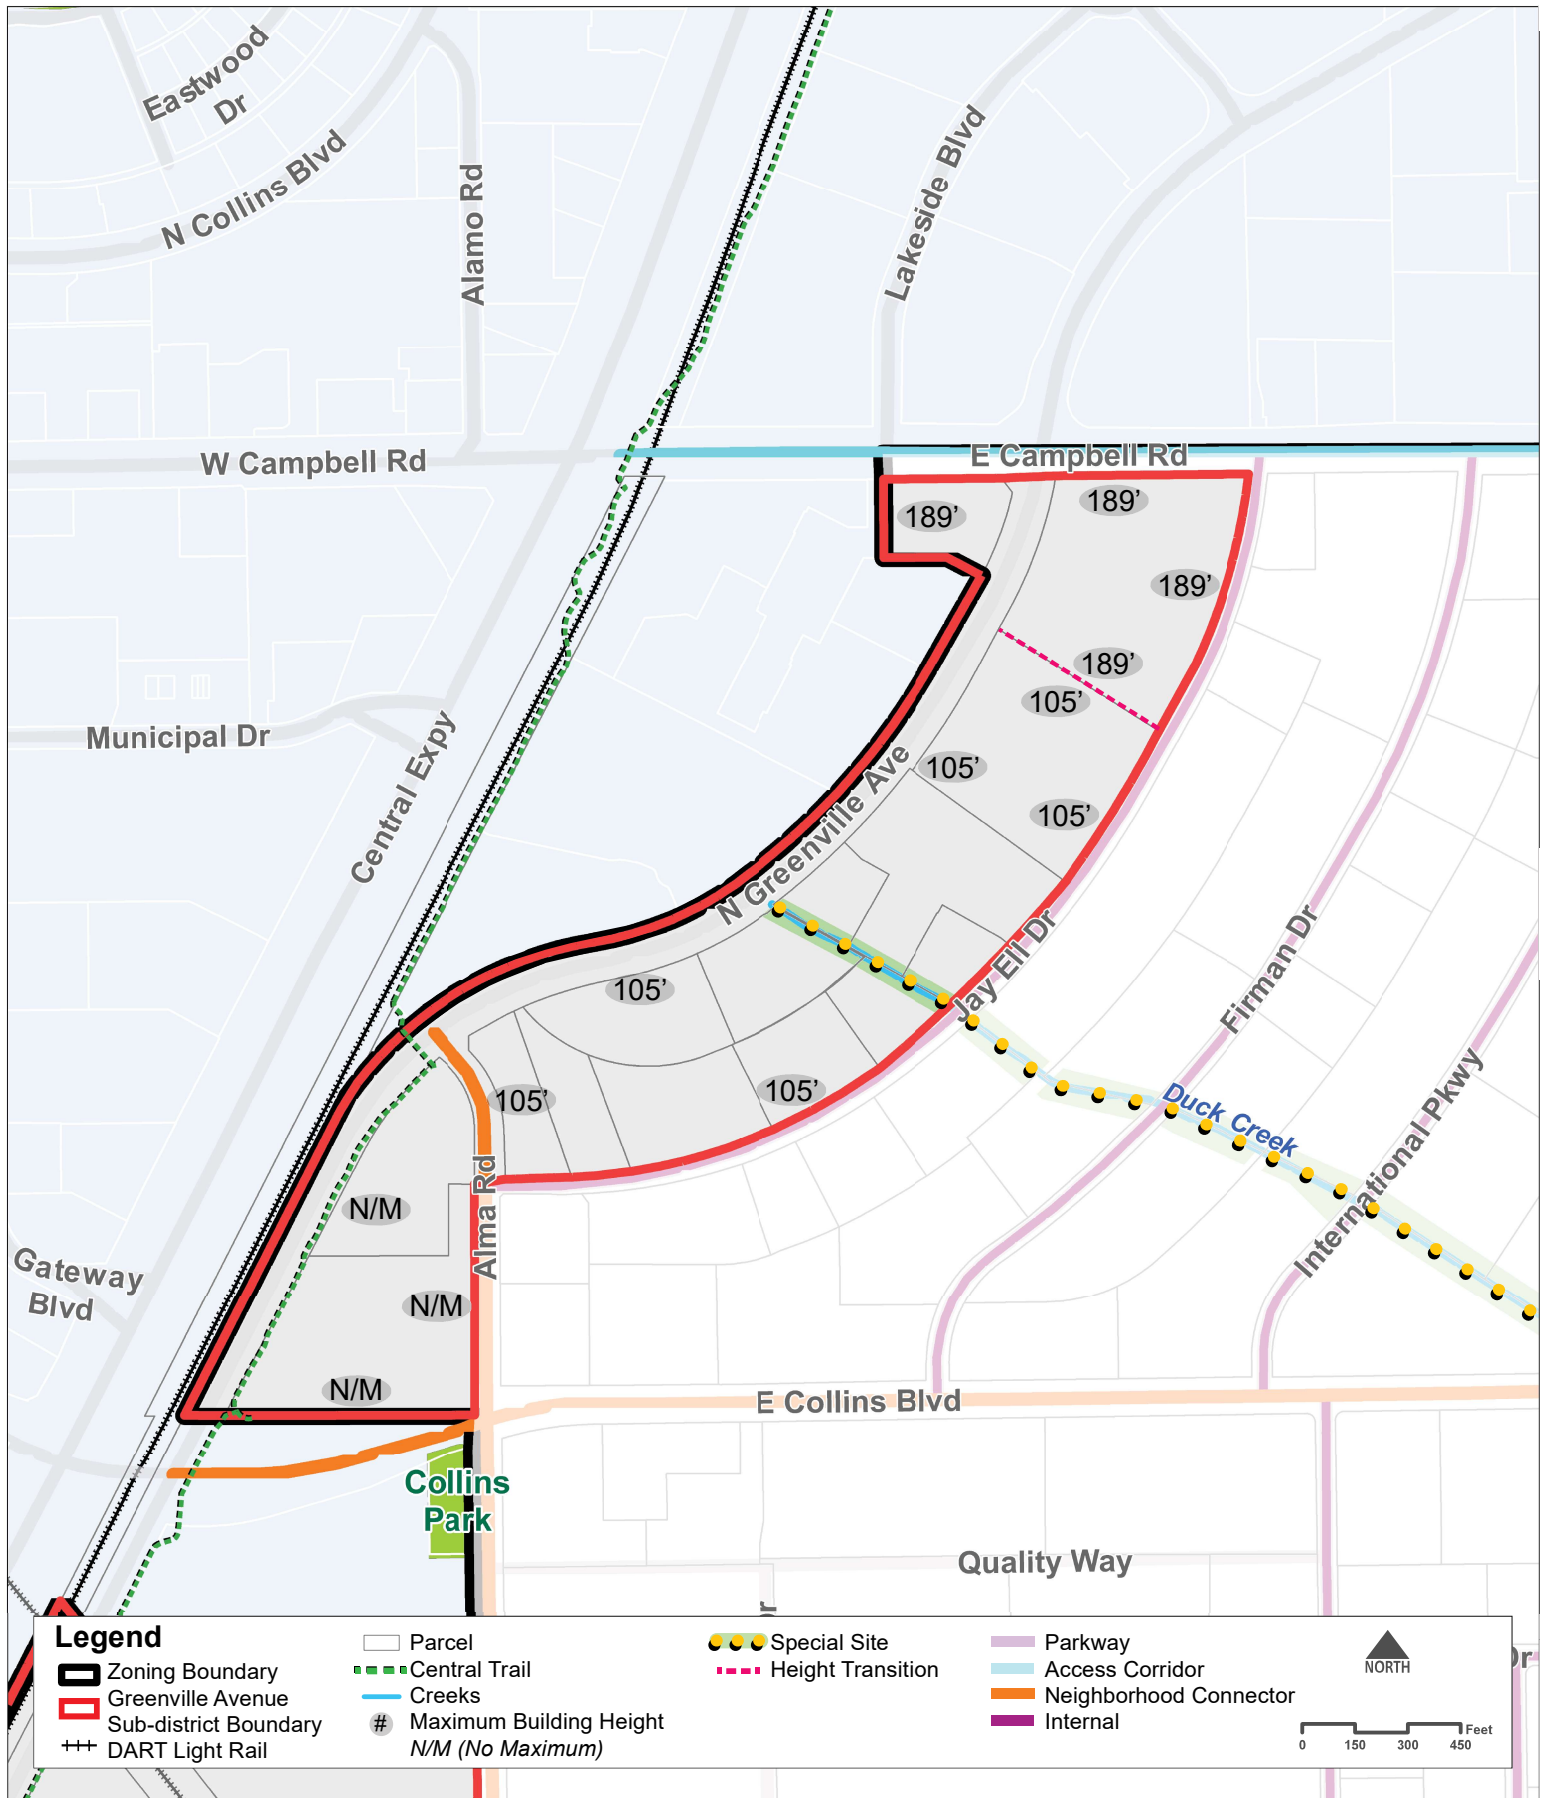 Eastwood
Dr
N Collins Blvd
Alamo Rd
Lakeside Blvd
W Campbell Rd
E Campbell Rd
189’
189’
189’
189’
105’
105’
105’
Municipal Dr
Central Expy
N Greenville Ave
Jay Ell Dr
Firman Dr
105’
105’
105’
Duck Creek
International Pkwy
Alma Rd
N/M
N/M
N/M
Gateway
Blvd
E Collins Blvd
Collins
Park
Quality Way
Dr
Legend
Zoning Boundary
Greenville Avenue
Sub-district Boundary
DART Light Rail
Parcel
Central Trail
Creeks
# Maximum Building Height
N/M (No Maximum)
Special Site
Height Transition
Parkway
Access Corridor
Neighborhood Connector
Internal
NORTH
Feet
0 150 300 450